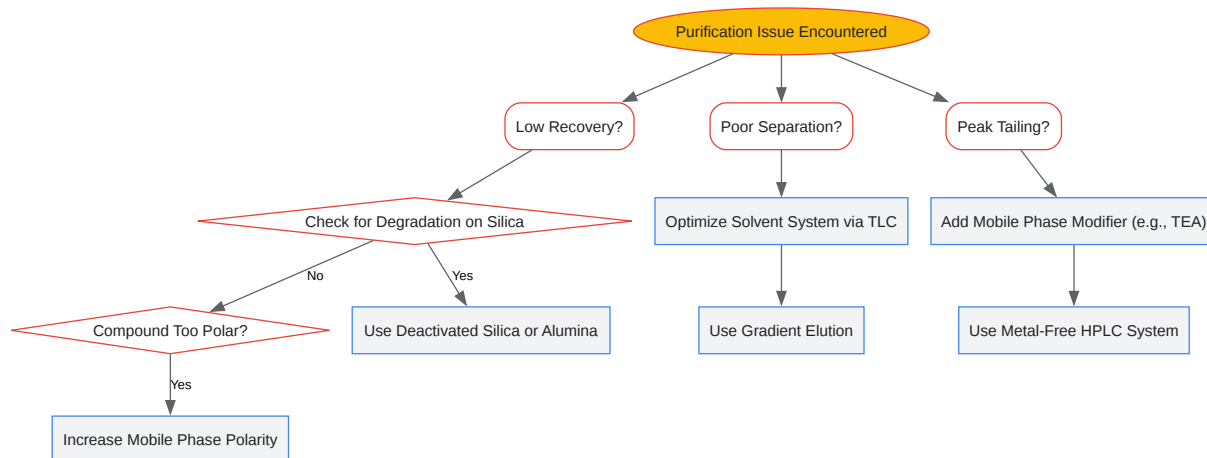 Purification Issue Encountered
Low Recovery?
Poor Separation?
Peak Tailing?
Check for Degradation on Silica
Optimize Solvent System via TLC
Add Mobile Phase Modifier (e.g., TEA)
No
Yes
Compound Too Polar?
Use Deactivated Silica or Alumina
Use Gradient Elution
Use Metal-Free HPLC System
Yes
Increase Mobile Phase Polarity